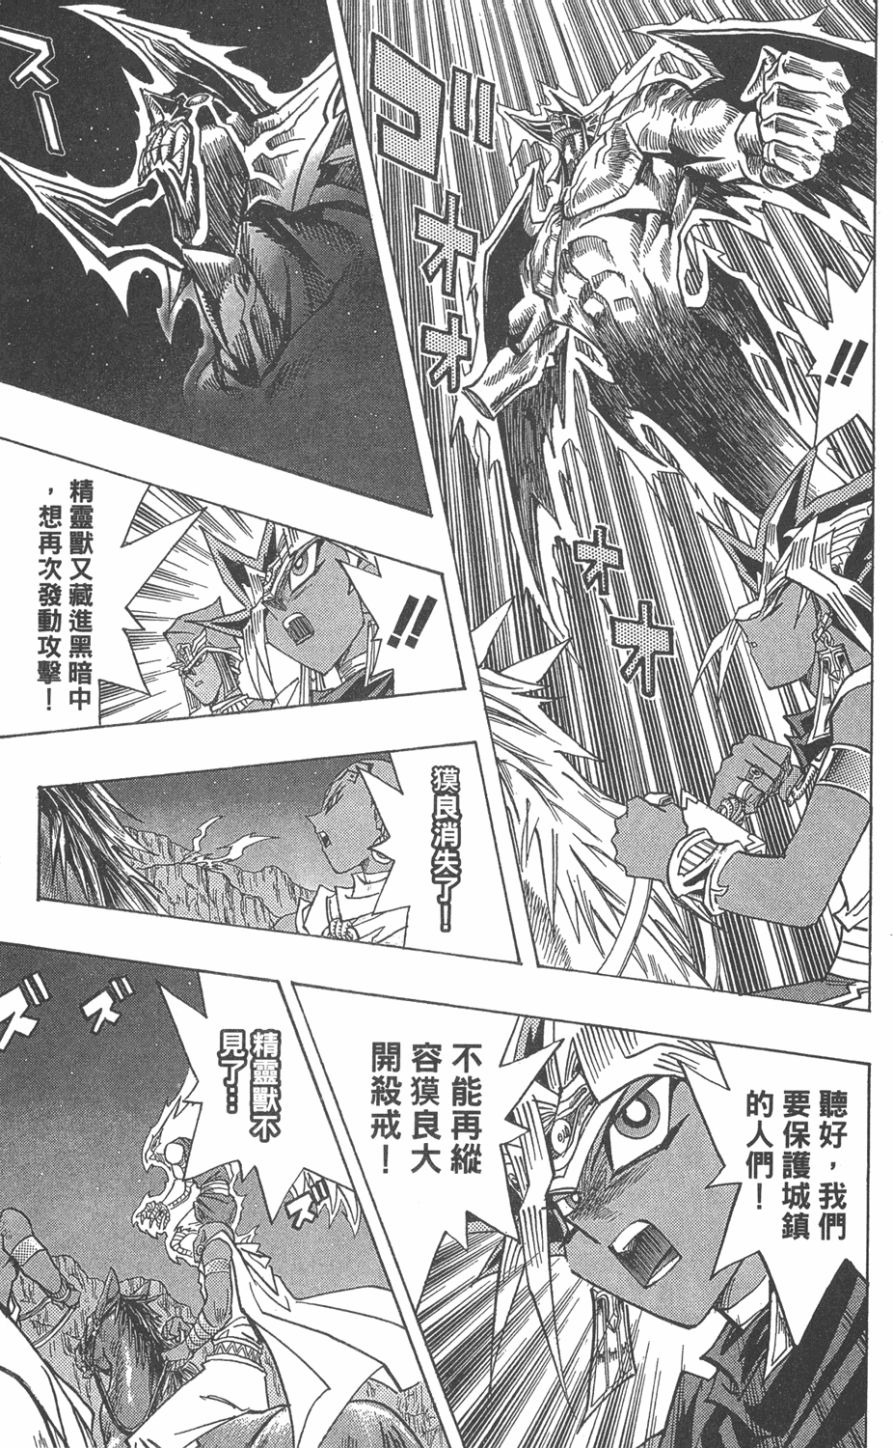 ゴ
オ
オ
オ
オ
!!
スー
精靈獸又藏進黑暗中
，想再次發動攻擊！
!!
獏良消失了！
聽好，我們
要保護城鎮
的人們！
不能再縱
容獏良大
開殺戒！
精靈獸不
見了…
ズ
ズ
ズ